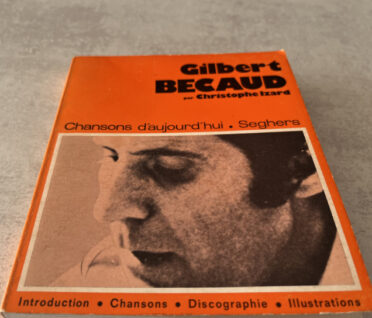 Gilbert
BECAUD
par Christophe Izard
Chansons d'aujourd'hui • Seghers
Introduction • Chansons • Discographie • Illustrations